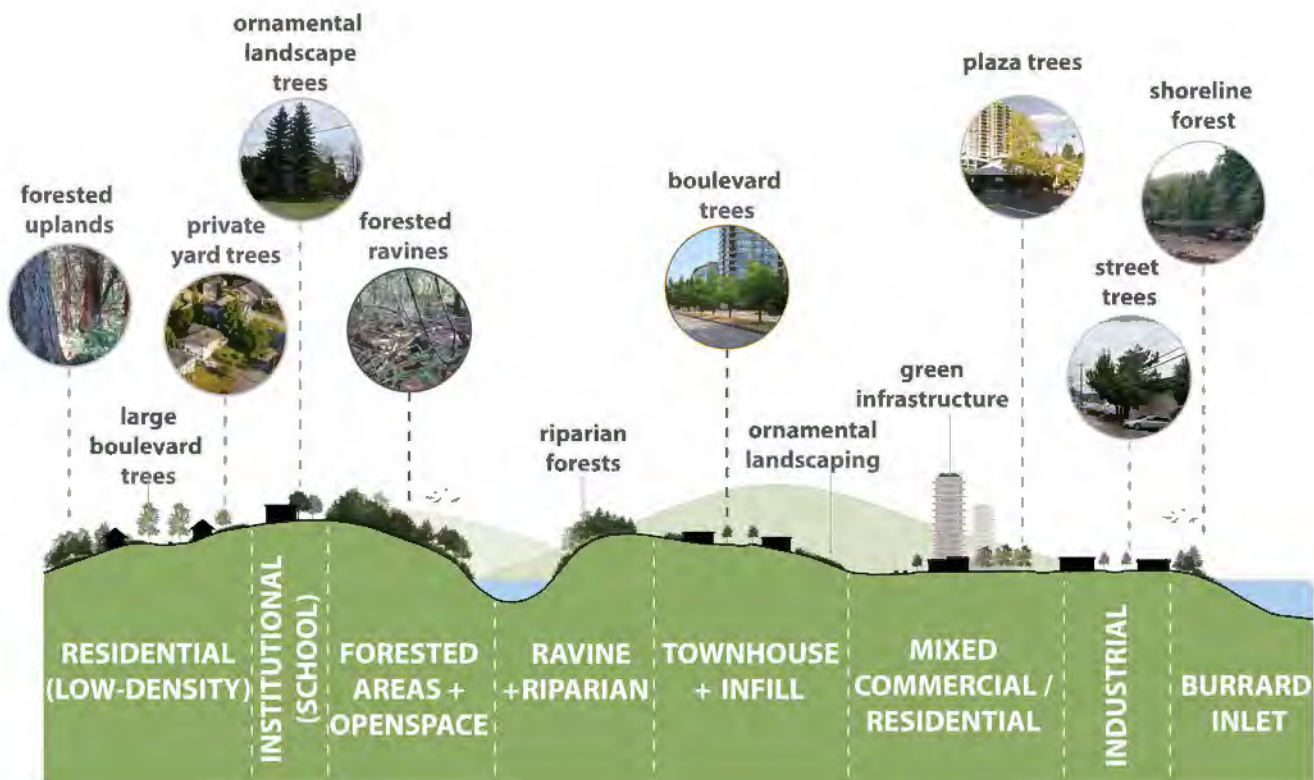 ornamental
landscape
trees
plaza trees
shoreline
forest
forested
uplands
private
yard trees
forested
ravines
boulevard
trees
street
trees
large
boulevard
trees
riparian
forests
ornamental
landscaping
green
infrastructure
RESIDENTIAL
(LOW-DENSITY)
INSTITUTIONAL
(SCHOOL)
FORESTED
AREAS +
OPENSPACE
RAVINE
+RIPARIAN
TOWNHOUSE
+ INFILL
MIXED
COMMERCIAL /
RESIDENTIAL
INDUSTRIAL
BURRARD
INLET